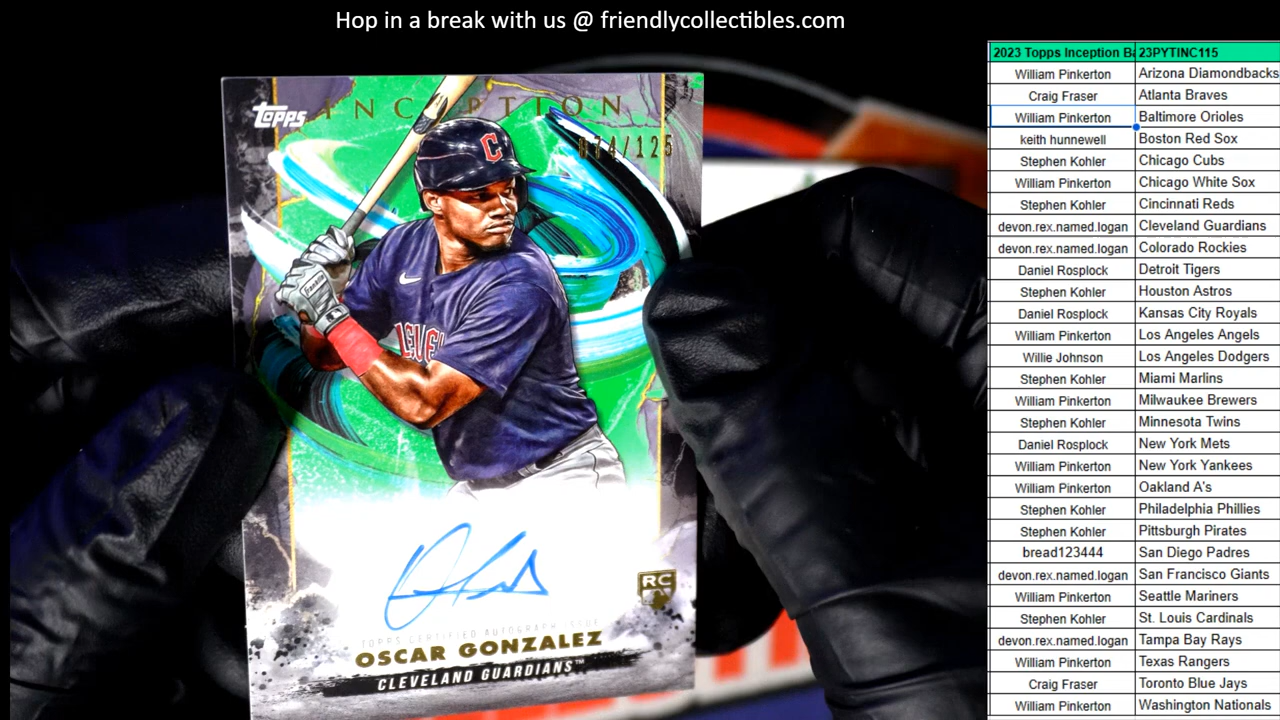 Hop in a break with us @ friendlycollectibles.com
topps INCEPTION
074/125
C
RC
TOPPS CERTIFIED AUTOGRAPH ISSUE
OSCAR GONZALEZ
CLEVELAND GUARDIANS™
2023 Topps Inception Ba 23PYTINC115
William Pinkerton Arizona Diamondbacks
Craig Fraser Atlanta Braves
William Pinkerton Baltimore Orioles
keith hunnewell Boston Red Sox
Stephen Kohler Chicago Cubs
William Pinkerton Chicago White Sox
Stephen Kohler Cincinnati Reds
devon.rex.named.logan Cleveland Guardians
devon.rex.named.logan Colorado Rockies
Daniel Rosplock Detroit Tigers
Stephen Kohler Houston Astros
Daniel Rosplock Kansas City Royals
William Pinkerton Los Angeles Angels
Willie Johnson Los Angeles Dodgers
Stephen Kohler Miami Marlins
William Pinkerton Milwaukee Brewers
Stephen Kohler Minnesota Twins
Daniel Rosplock New York Mets
William Pinkerton New York Yankees
William Pinkerton Oakland A's
Stephen Kohler Philadelphia Phillies
Stephen Kohler Pittsburgh Pirates
bread123444 San Diego Padres
devon.rex.named.logan San Francisco Giants
William Pinkerton Seattle Mariners
Stephen Kohler St. Louis Cardinals
devon.rex.named.logan Tampa Bay Rays
William Pinkerton Texas Rangers
Craig Fraser Toronto Blue Jays
William Pinkerton Washington Nationals